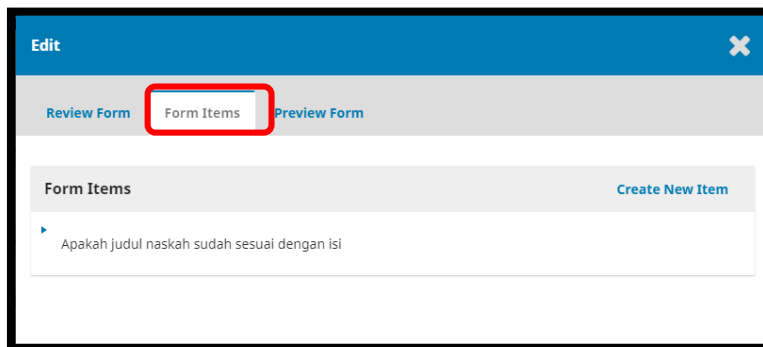 Edit
Review Form Form Items Preview Form
Form Items Create New Item
Apakah judul naskah sudah sesuai dengan isi